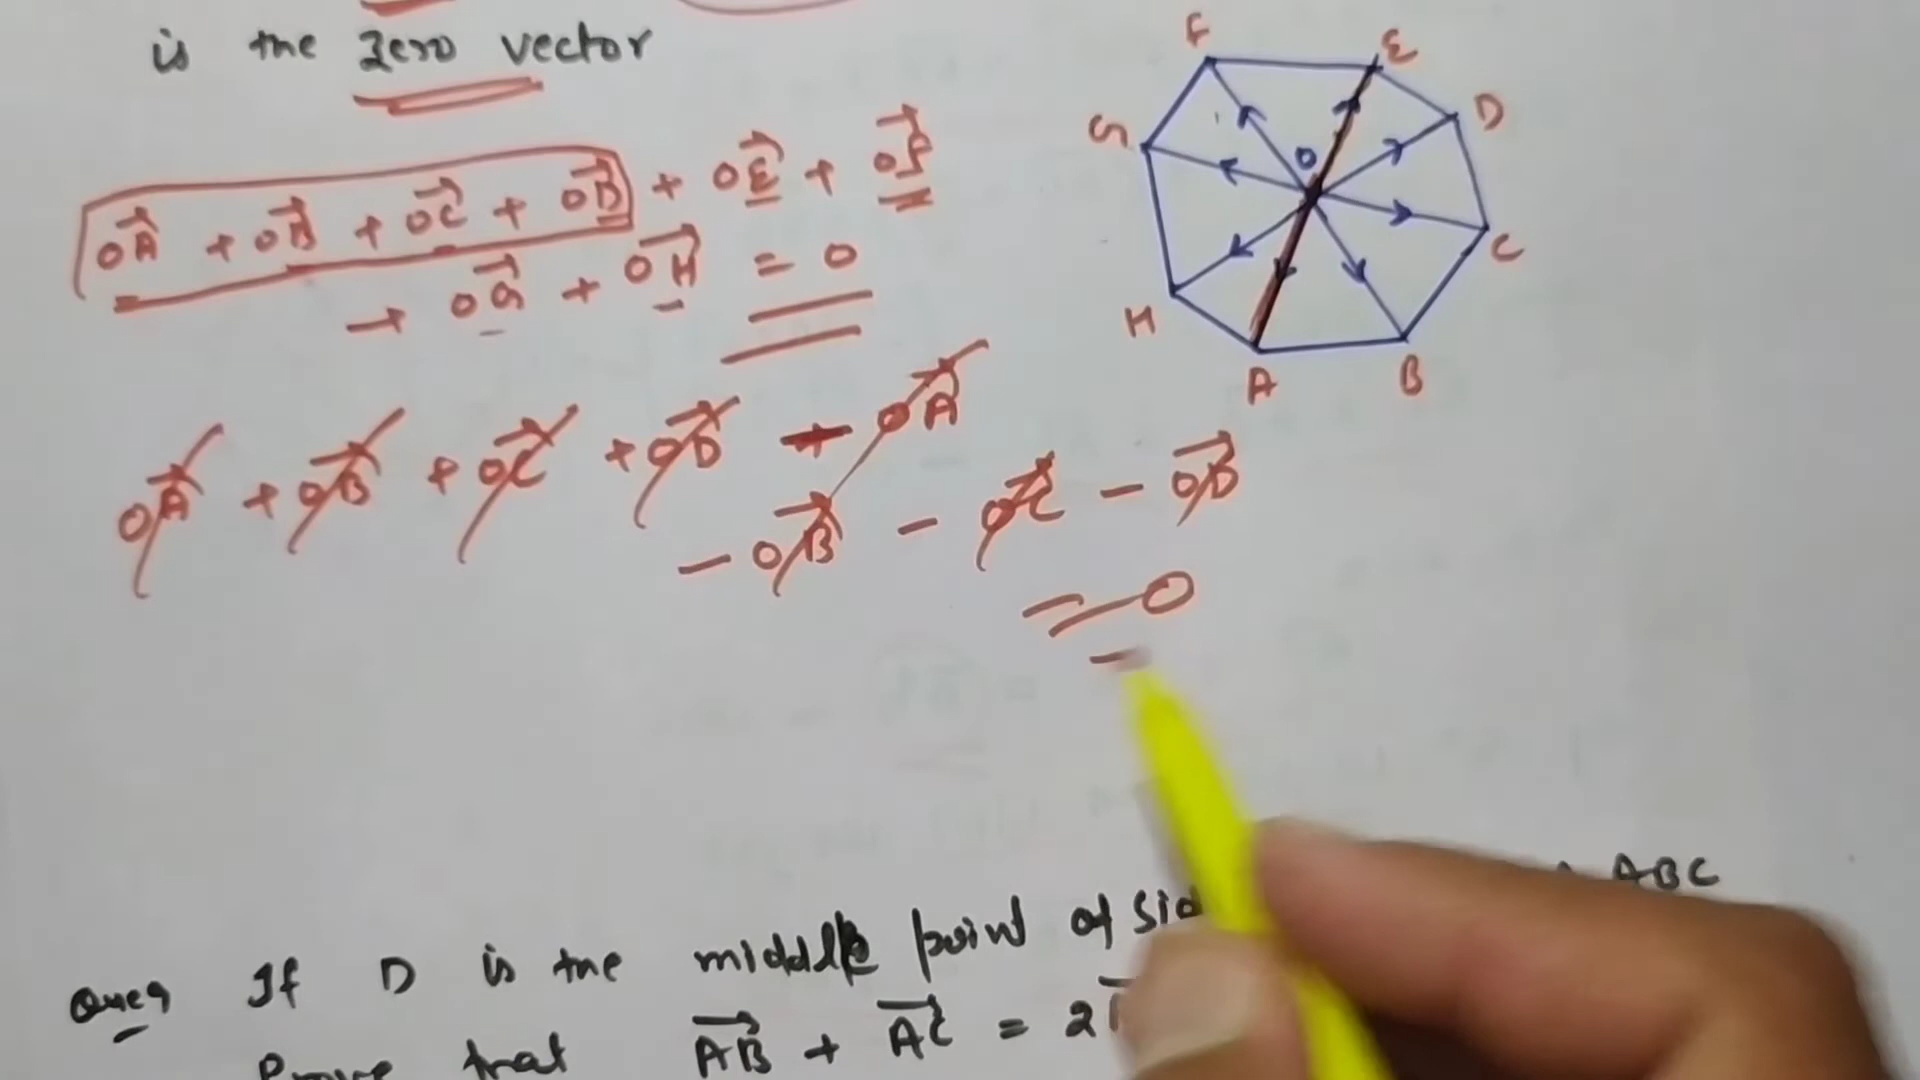 is the zero vector
OA + OB + OC + OD + OE + OF
→ OG + OH = 0
OA + OB + OC + OD - OA
- OB - OC - OD
= 0
F
E
D
G
O
C
H
A
B
ABC
Ques If D is the middle point of Sid
Prove that AB + AC = 2